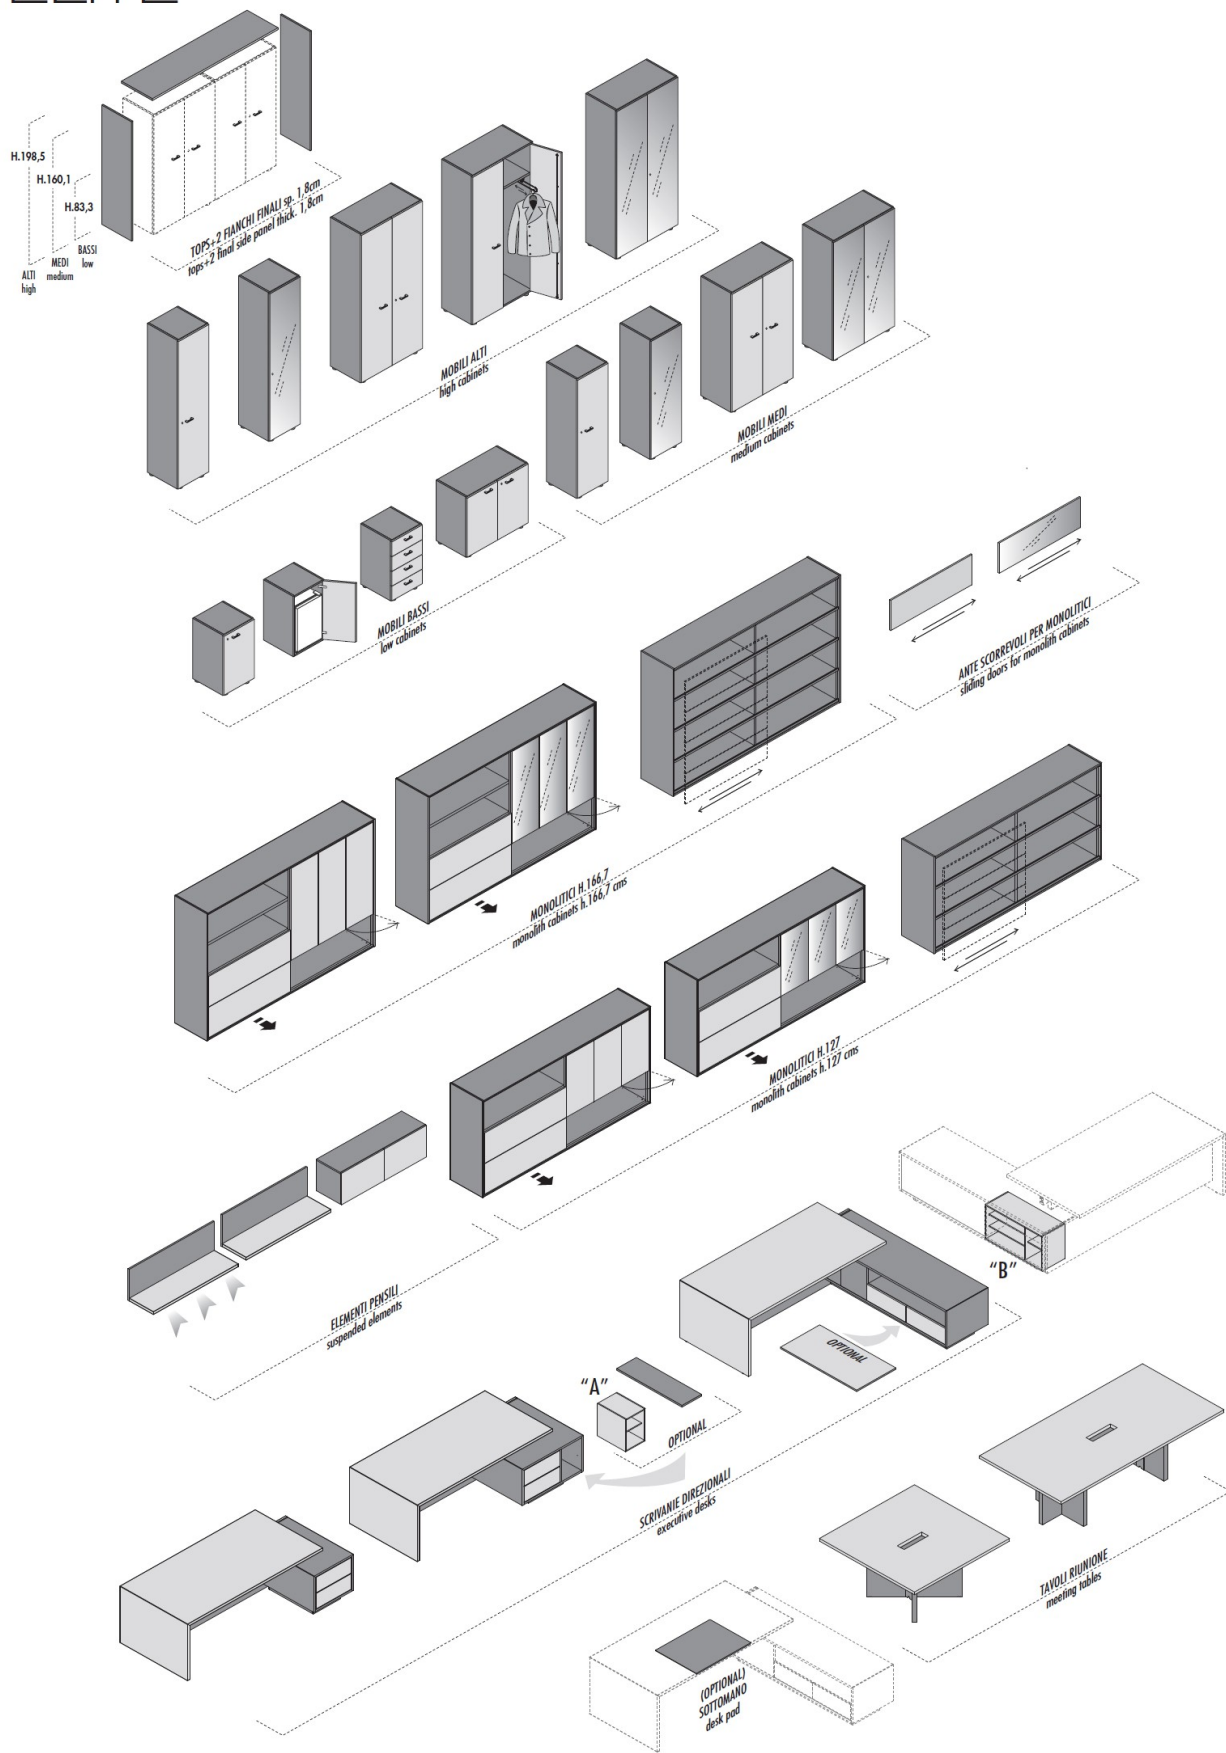 H.198,5
H.160,1
H.83,3
BASSI
low
MEDI
medium
ALTI
high
TOPS+2 FIANCHI FINALI sp. 1,8cm
tops+2 final side panel thick. 1,8cm
MOBILI ALTI
high cabinets
MOBILI MEDI
medium cabinets
MOBILI BASSI
low cabinets
ANTE SCORREVOLI PER MONOLITICI
sliding doors for monolith cabinets
MONOLITICI H.166,7
monolith cabinets h.166,7 cms
MONOLITICI H.127
monolith cabinets h.127 cms
ELEMENTI PENSILI
suspended elements
"B"
OPTIONAL
"A"
OPTIONAL
SCRIVANIE DIREZIONALI
executive desks
TAVOLI RIUNIONE
meeting tables
(OPTIONAL)
SOTTOMANO
desk pad